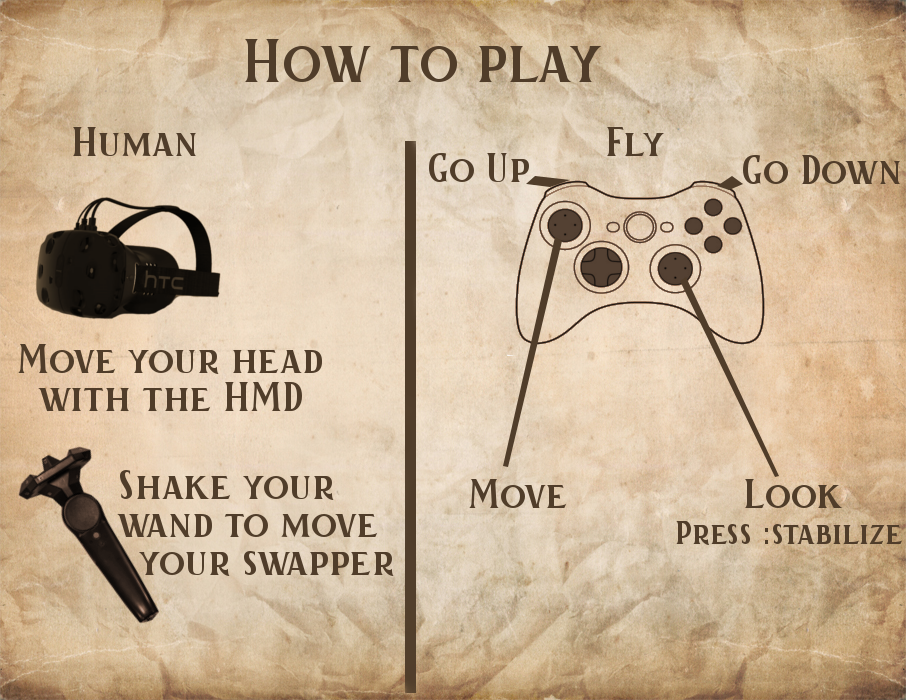 How to play
Human
htc
Move your head
with the HMD
Shake your
wand to move
your swapper
Fly
Go Up
Go Down
Move
Look
Press :stabilize